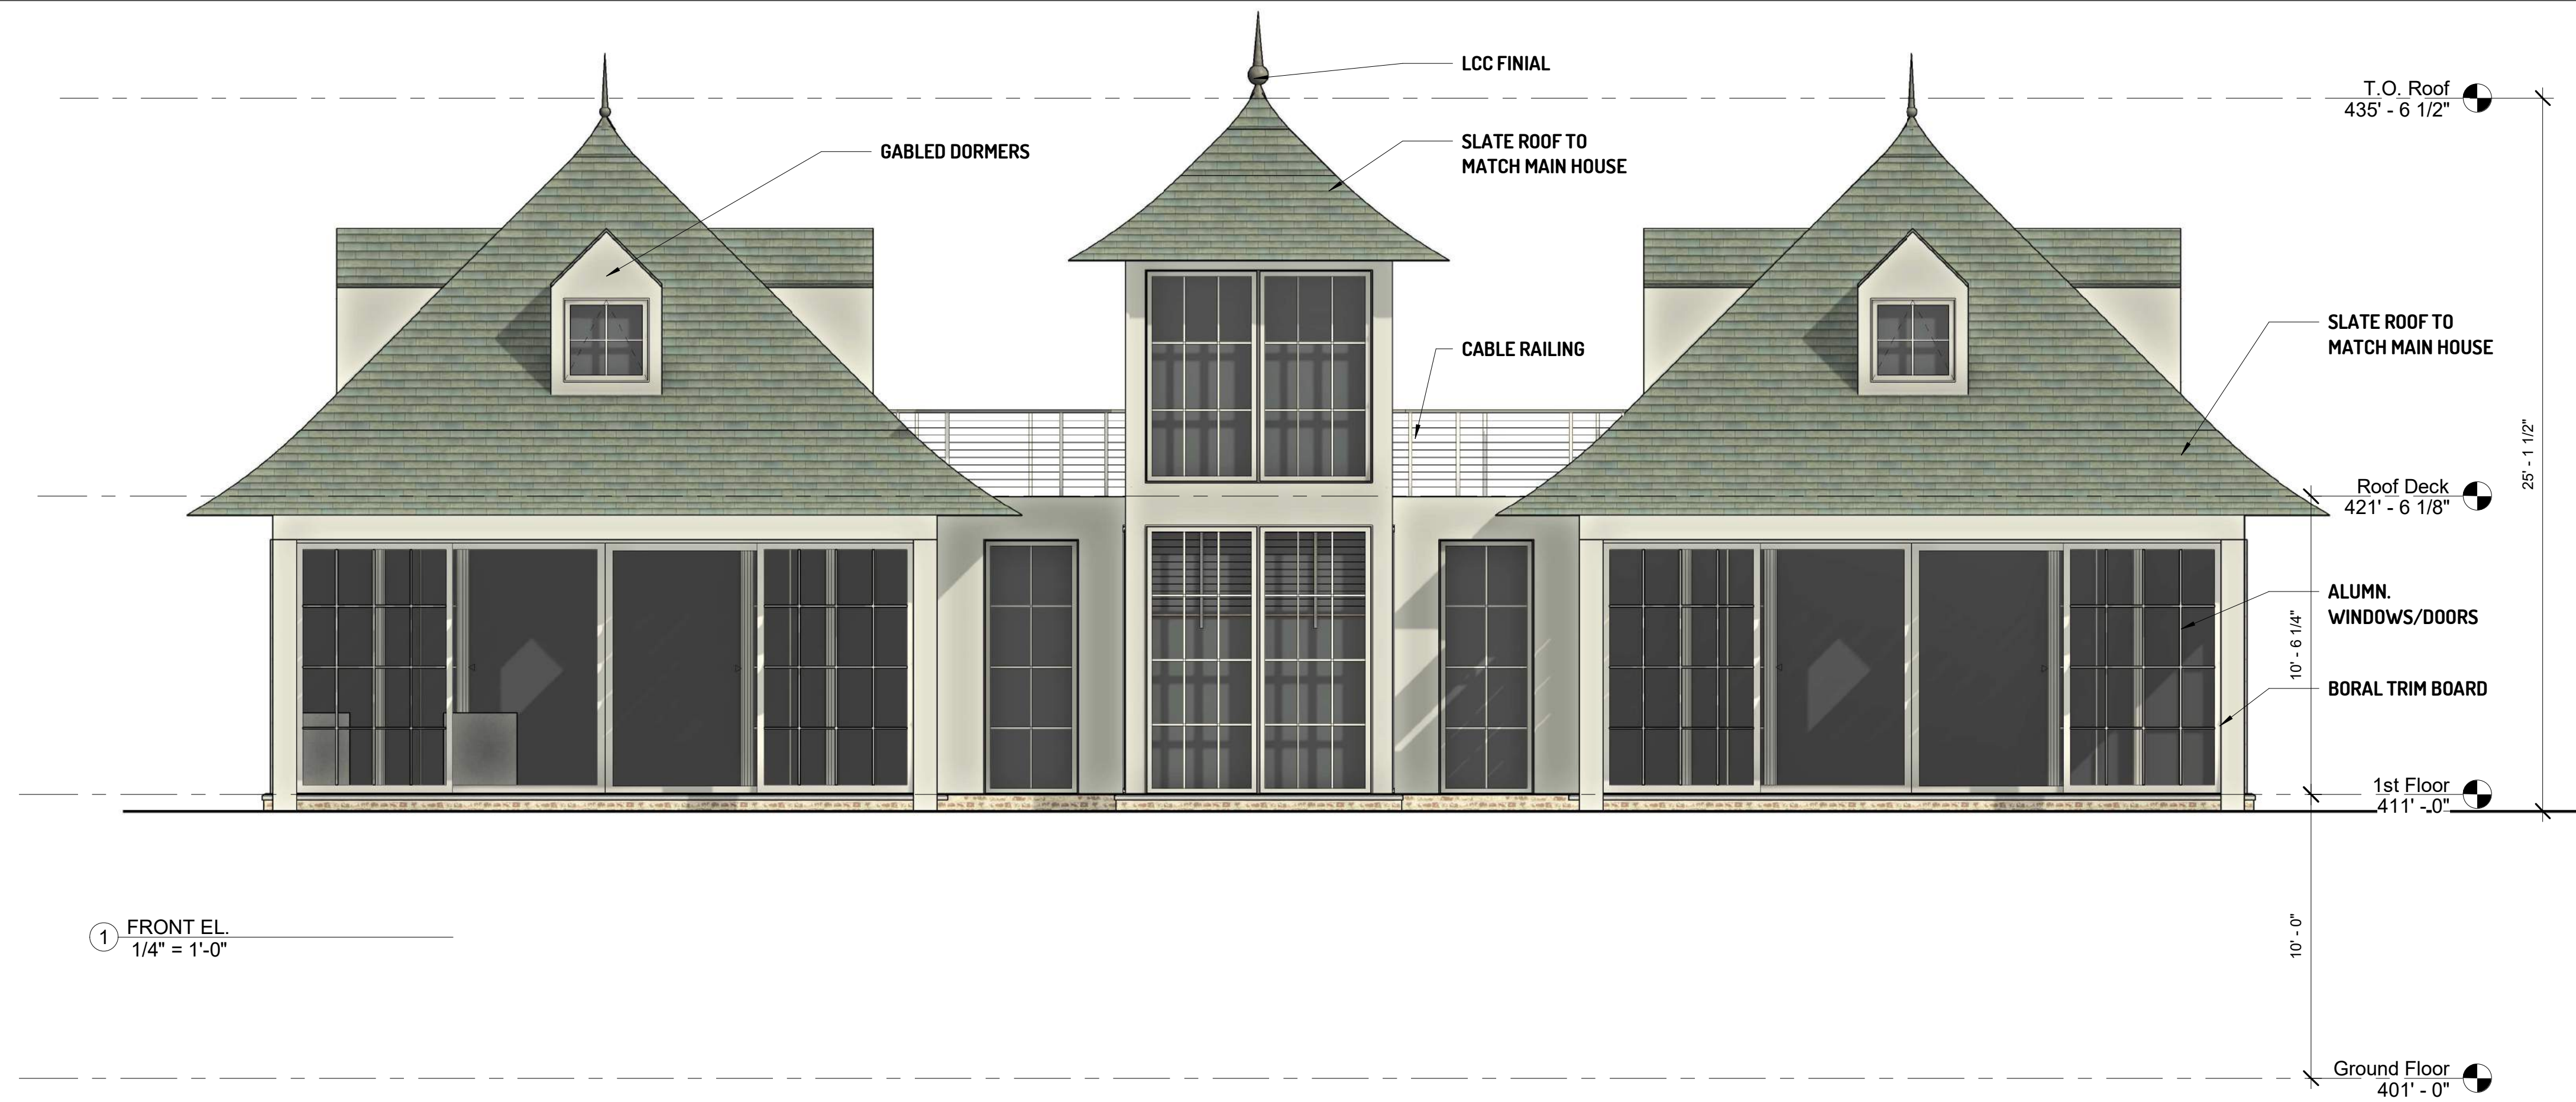 LCC FINIAL
T.O. Roof
435' - 6 1/2"
GABLED DORMERS
SLATE ROOF TO
MATCH MAIN HOUSE
SLATE ROOF TO
MATCH MAIN HOUSE
CABLE RAILING
25' - 1 1/2"
Roof Deck
421' - 6 1/8"
ALUMN.
WINDOWS/DOORS
10' - 6 1/4"
BORAL TRIM BOARD
1st Floor
411' - 0"
1 FRONT EL.
1/4" = 1'-0"
10' - 0"
Ground Floor
401' - 0"